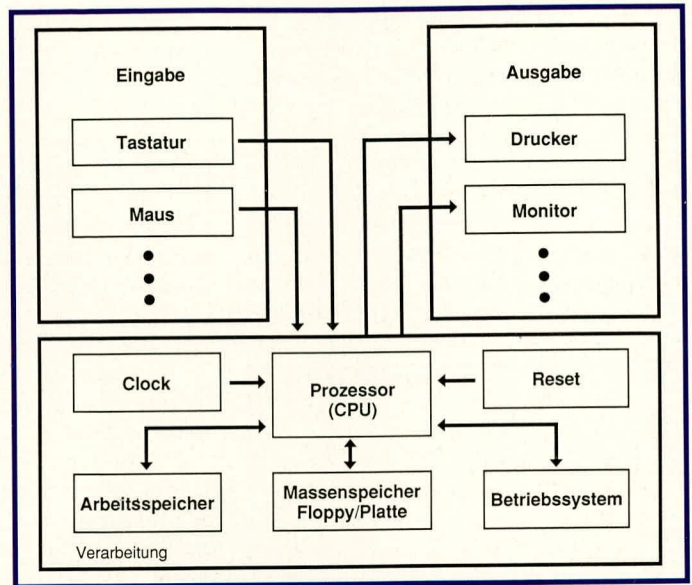 Eingabe
Tastatur
Maus
Ausgabe
Drucker
Monitor
Clock
Prozessor
(CPU)
Reset
Arbeitsspeicher
Massenspeicher
Floppy/Platte
Betriebssystem
Verarbeitung